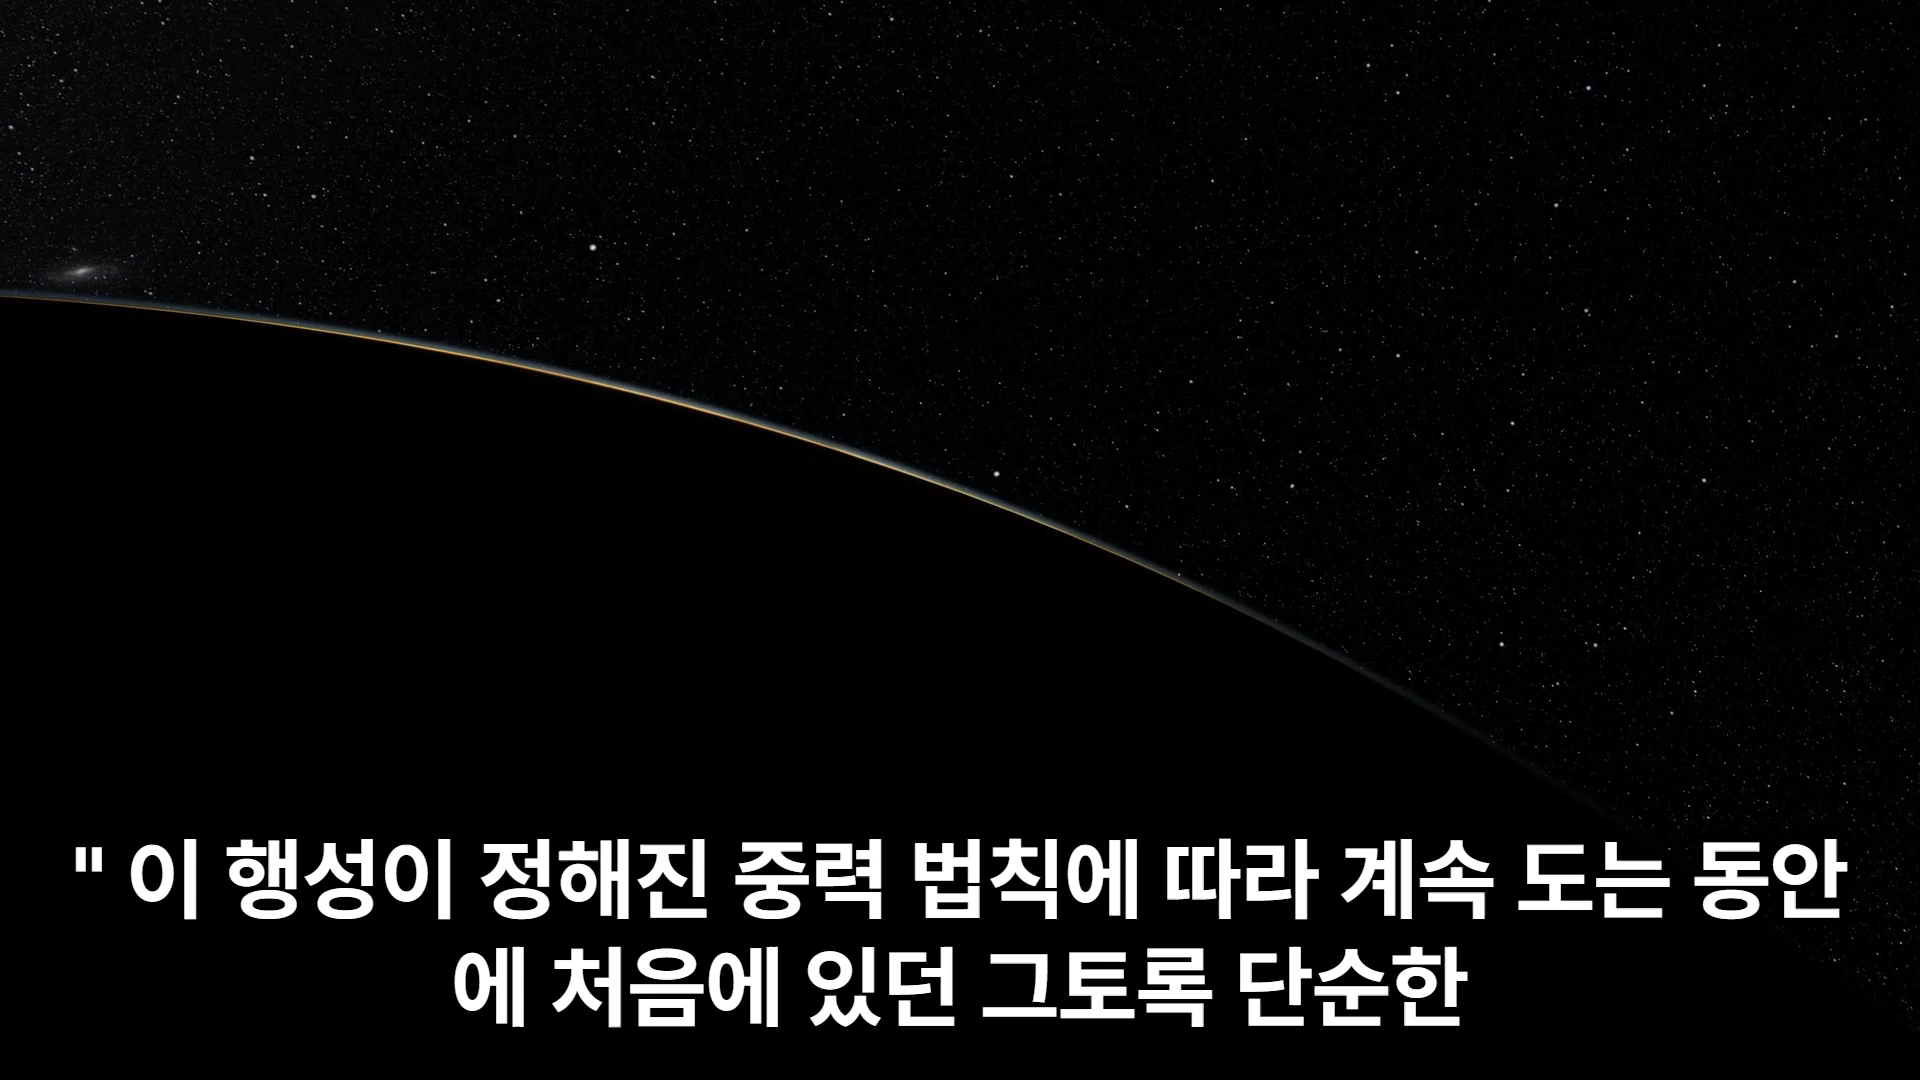 " 이 행성이 정해진 중력 법칙에 따라 계속 도는 동안
에 처음에 있던 그토록 단순한